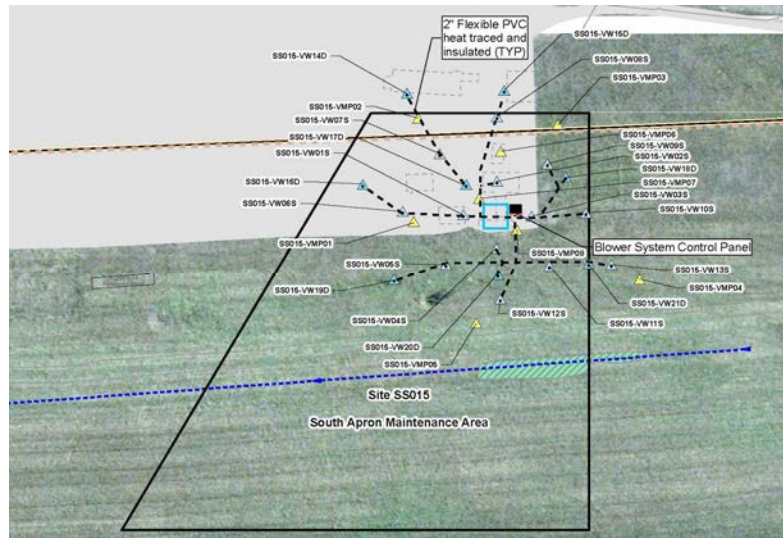 2" Flexible PVC
heat traced and
insulated (TYP)
SS015-VW15D
SS015-VW14D
SS015-VW08S
SS015-VMP02
SS015-VMP03
SS015-VW07S
SS015-VW17D
SS015-VMP06
SS015-VW09S
SS015-VW01S
SS015-VW02S
SS015-VW18D
SS015-VW16D
SS015-VMP07
SS015-VW03S
SS015-VW06S
SS015-VW10S
SS015-VMP01
Blower System Control Panel
SS015-VMP08
SS015-VW05S
SS015-VW13S
SS015-VW19D
SS015-VMP04
SS015-VW21D
SS015-VW04S
SS015-VW12S
SS015-VW11S
SS015-VW20D
SS015-VMP05
Site SS015
South Apron Maintenance Area